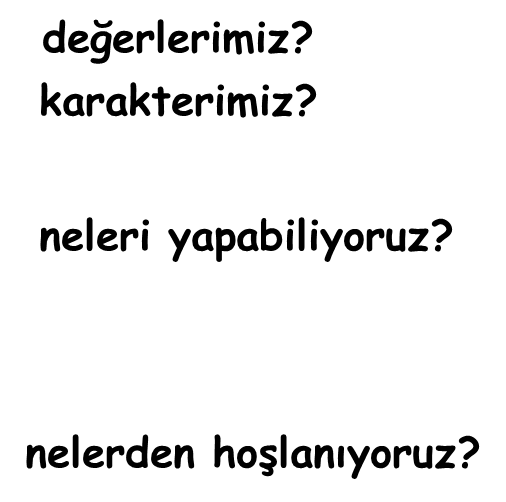 değerlerimiz?
karakterimiz?
neleri yapabiliyoruz?
nelerden hoşlanıyoruz?